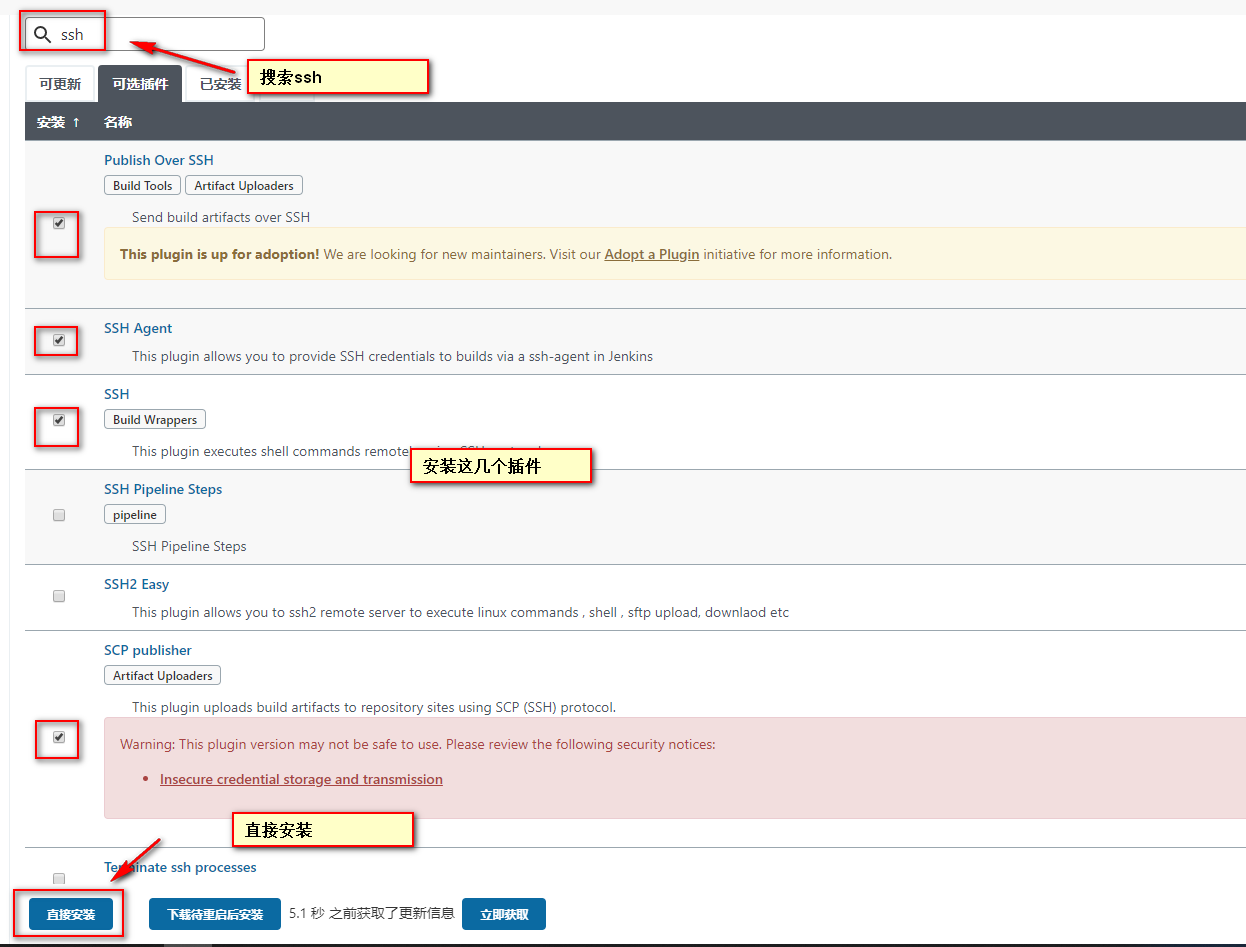 ssh
搜索ssh
可更新 可选插件 已安装
安装 ↑ 名称
Publish Over SSH
Build Tools Artifact Uploaders
Send build artifacts over SSH
This plugin is up for adoption! We are looking for new maintainers. Visit our Adopt a Plugin initiative for more information.
SSH Agent
This plugin allows you to provide SSH credentials to builds via a ssh-agent in Jenkins
SSH
Build Wrappers
This plugin executes shell commands
安装这几个插件
SSH Pipeline Steps
pipeline
SSH Pipeline Steps
SSH2 Easy
This plugin allows you to ssh2 remote server to execute linux commands , shell , sftp upload, downlaod etc
SCP publisher
Artifact Uploaders
This plugin uploads build artifacts to repository sites using SCP (SSH) protocol.
Warning: This plugin version may not be safe to use. Please review the following security notices:
• Insecure credential storage and transmission
直接安装
Terminate ssh processes
直接安装 下载待重启后安装 5.1 秒 之前获取了更新信息 立即获取